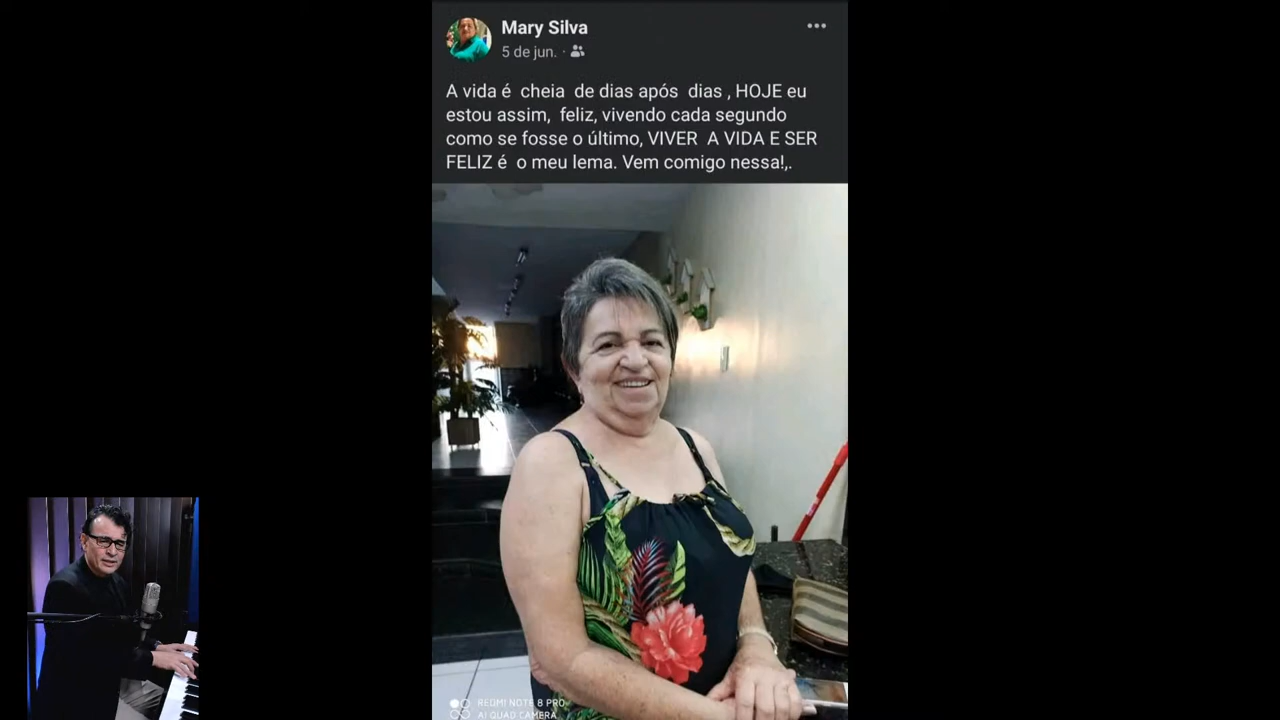 Mary Silva
5 de jun. ·
A vida é cheia de dias após dias , HOJE eu
estou assim, feliz, vivendo cada segundo
como se fosse o último, VIVER A VIDA E SER
FELIZ é o meu lema. Vem comigo nessa!,.
REDMI NOTE 8 PRO
AI QUAD CAMERA